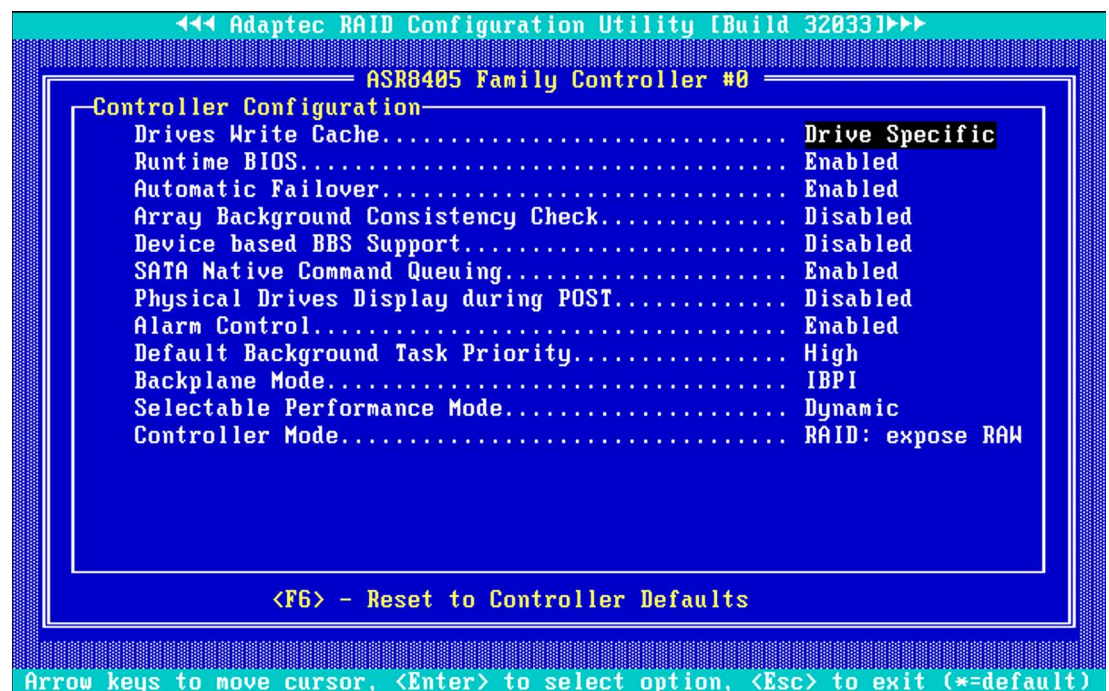 ◄◄◄ Adaptec RAID Configuration Utility [Build 32033]►►►
ASR8405 Family Controller #0
Controller Configuration
Drives Write Cache.............................. Drive Specific
Runtime BIOS.................................... Enabled
Automatic Failover.............................. Enabled
Array Background Consistency Check.............. Disabled
Device based BBS Support........................ Disabled
SATA Native Command Queuing..................... Enabled
Physical Drives Display during POST............. Disabled
Alarm Control................................... Enabled
Default Background Task Priority................ High
Backplane Mode.................................. IBPI
Selectable Performance Mode..................... Dynamic
Controller Mode................................. RAID: expose RAW
<F6> - Reset to Controller Defaults
Arrow keys to move cursor, <Enter> to select option, <Esc> to exit (*=default)